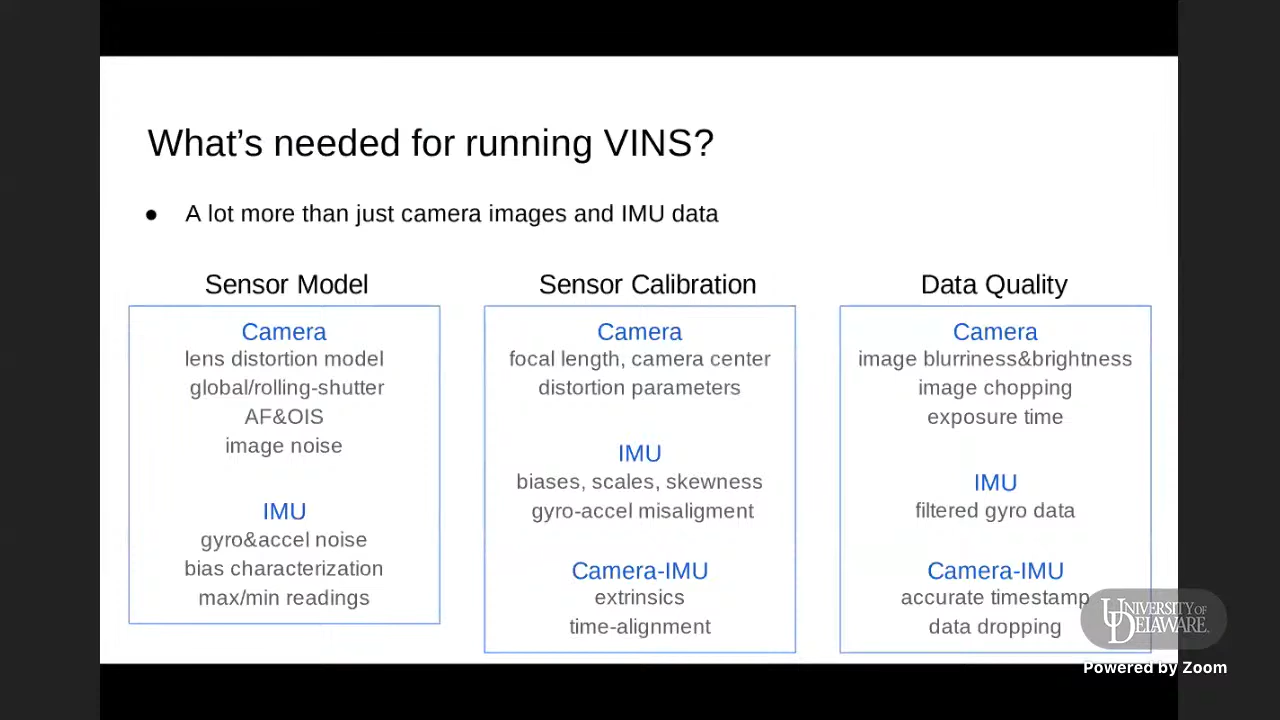 What's needed for running VINS?
● A lot more than just camera images and IMU data
Sensor Model
Camera
lens distortion model
global/rolling-shutter
AF&OIS
image noise
IMU
gyro&accel noise
bias characterization
max/min readings
Sensor Calibration
Camera
focal length, camera center
distortion parameters
IMU
biases, scales, skewness
gyro-accel misaligment
Camera-IMU
extrinsics
time-alignment
Data Quality
Camera
image blurriness&brightness
image chopping
exposure time
IMU
filtered gyro data
Camera-IMU
accurate timestamp
data dropping
UNIVERSITY OF
DELAWARE.
Powered by Zoom